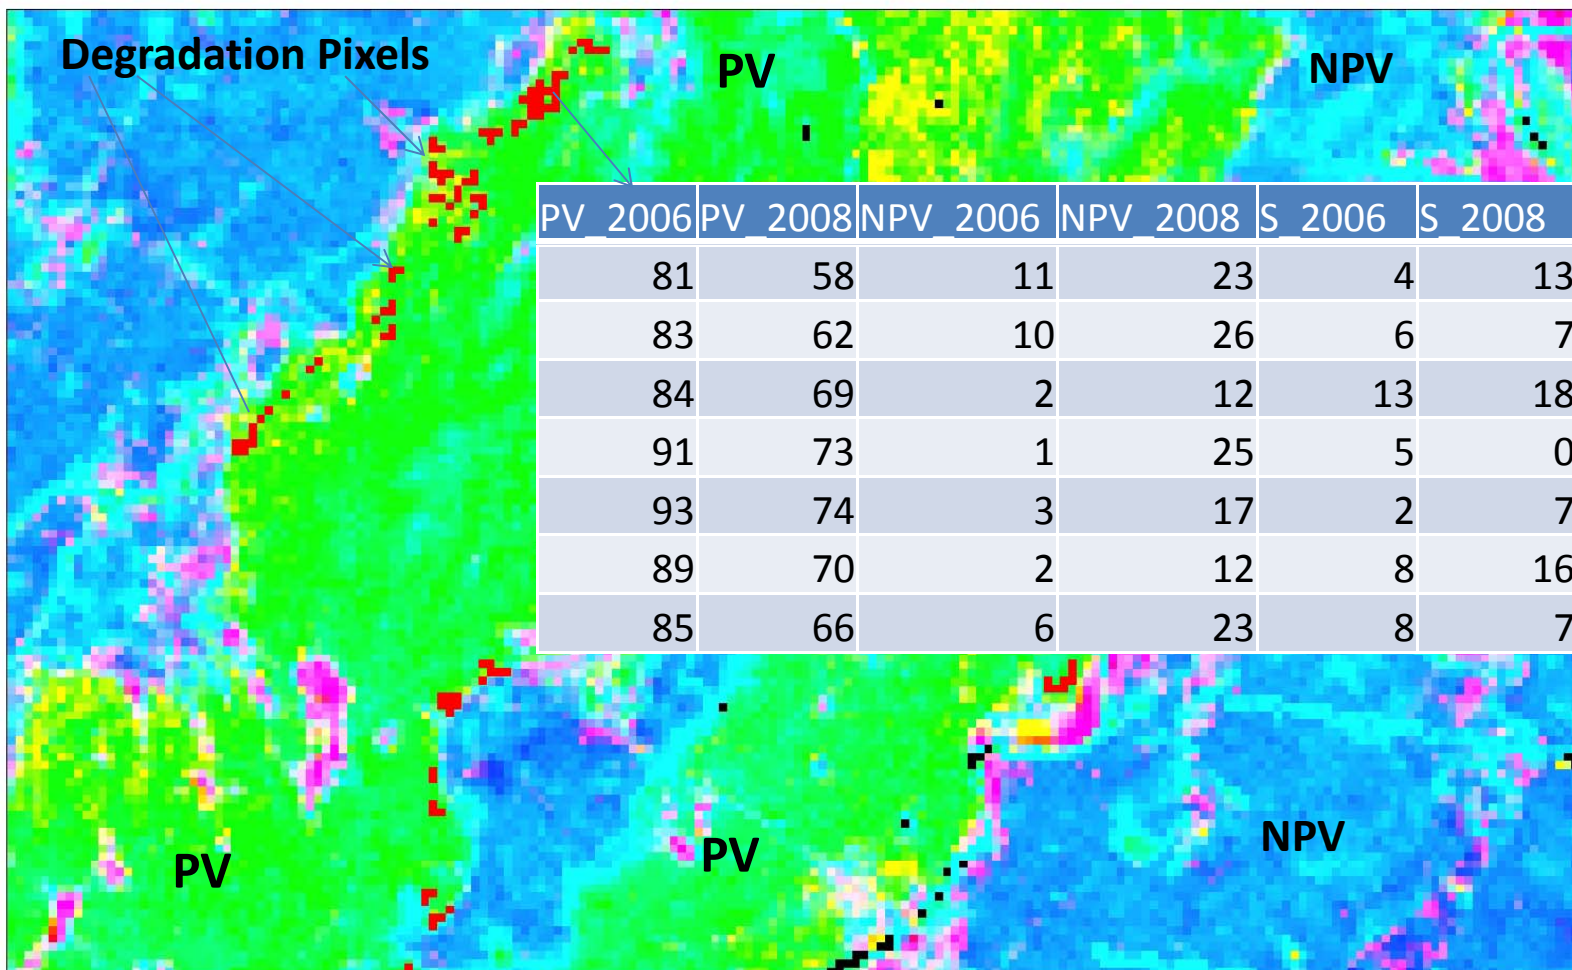 Degradation Pixels
PV
NPV
PV_2006 PV_2008 NPV_2006 NPV_2008 S_2006 S_2008
81 58 11 23 4 13
83 62 10 26 6 7
84 69 2 12 13 18
91 73 1 25 5 0
93 74 3 17 2 7
89 70 2 12 8 16
85 66 6 23 8 7
PV
PV
NPV